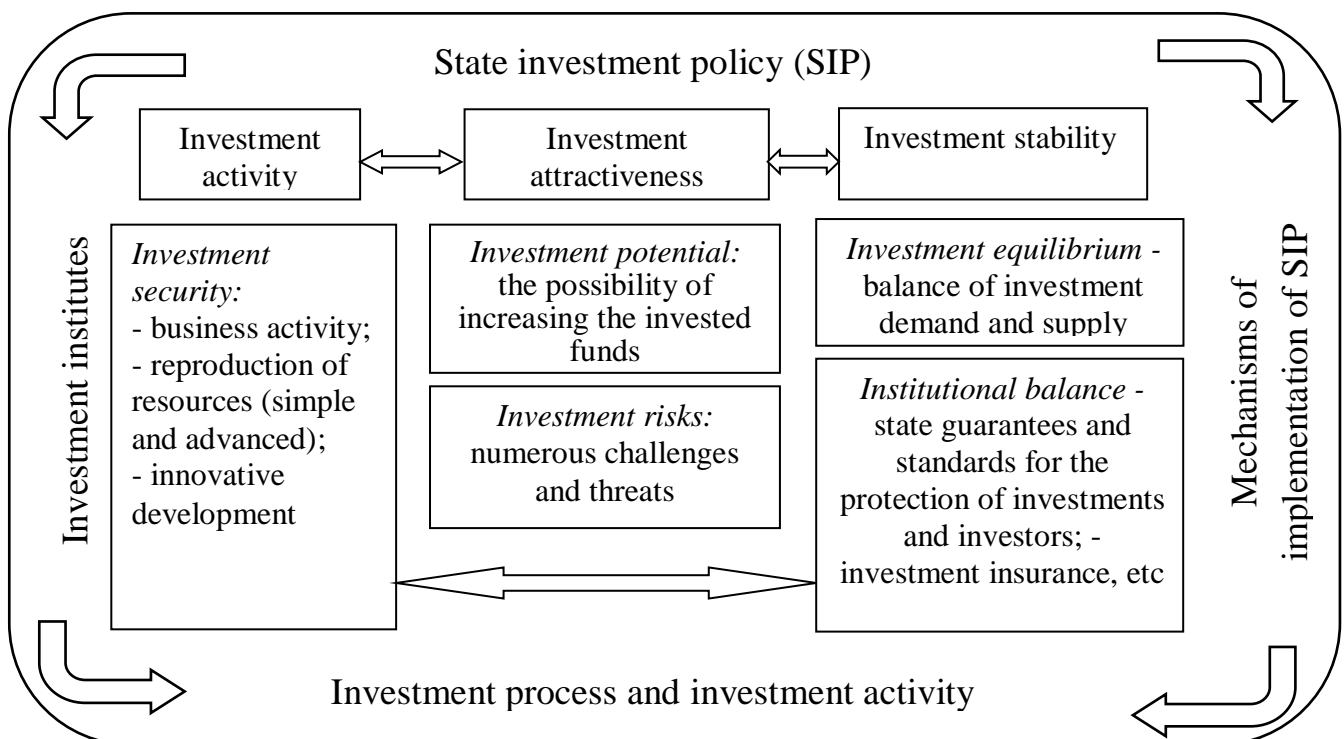 State investment policy (SIP)
Investment
activity
Investment
attractiveness
Investment stability
Investment institutes
Investment
security:
- business activity;
- reproduction of
resources (simple
and advanced);
- innovative
development
Investment potential:
the possibility of
increasing the invested
funds
Investment risks:
numerous challenges
and threats
Investment equilibrium -
balance of investment
demand and supply
Institutional balance -
state guarantees and
standards for the
protection of investments
and investors; -
investment insurance, etc
Mechanisms of
implementation of SIP
Investment process and investment activity